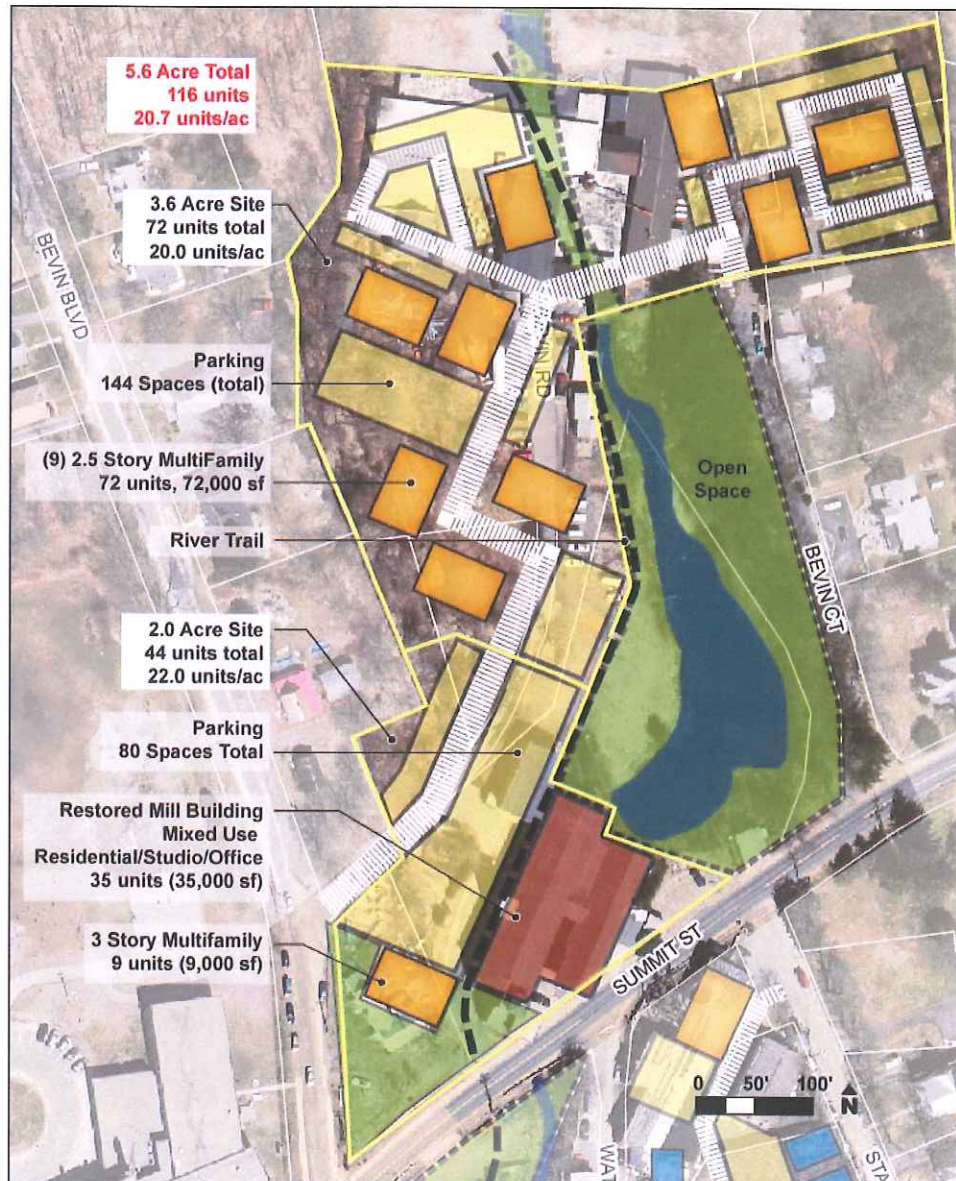 5.6 Acre Total
116 units
20.7 units/ac
3.6 Acre Site
72 units total
20.0 units/ac
BEVIN BLVD
Parking
144 Spaces (total)
(9) 2.5 Story MultiFamily
72 units, 72,000 sf
Open
Space
River Trail
BEVIN CT
2.0 Acre Site
44 units total
22.0 units/ac
Parking
80 Spaces Total
Restored Mill Building
Mixed Use
Residential/Studio/Office
35 units (35,000 sf)
3 Story Multifamily
9 units (9,000 sf)
SUMMIT ST
0 50' 100'
N